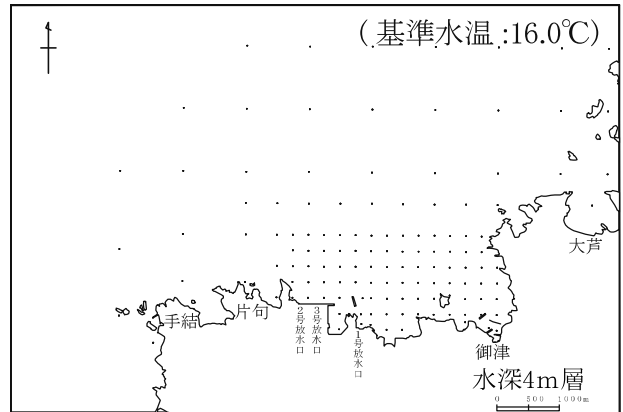 (基準水温:16.0℃)
大芦
手結
片句
2号放水口
3号放水口
1号放水口
御津
水深4m層
0 500 1000m